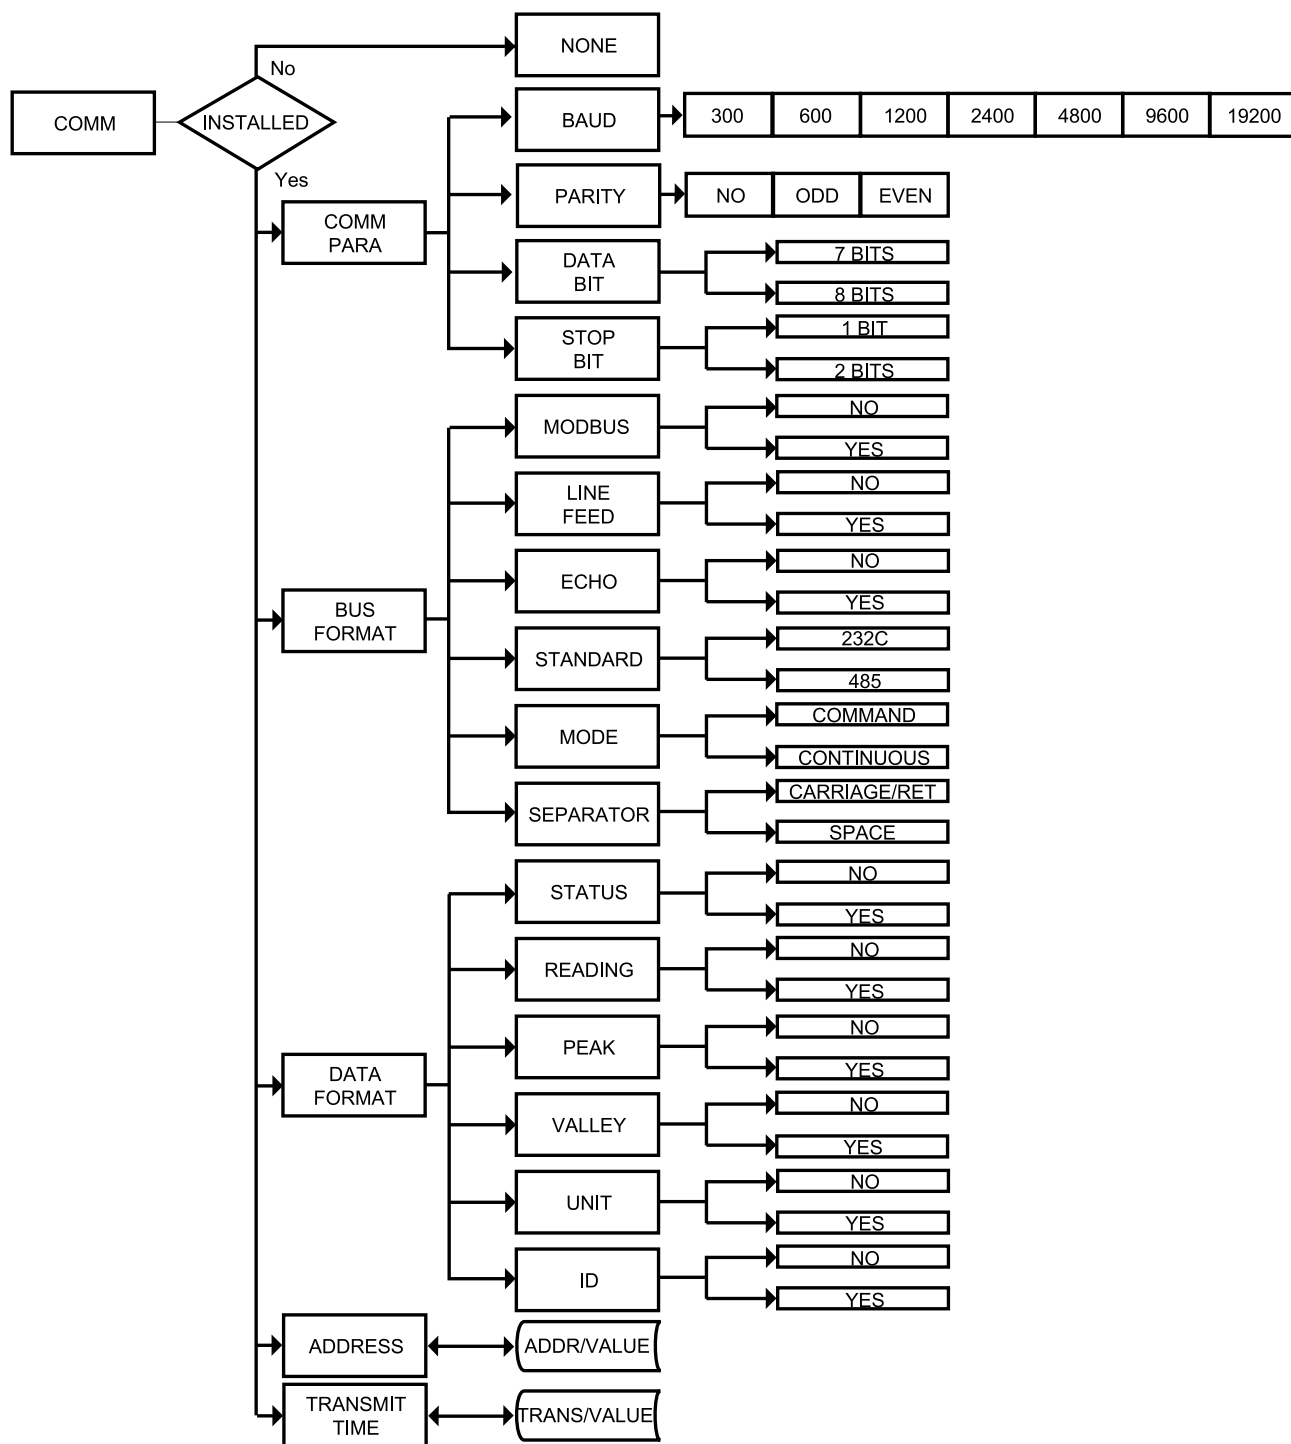 NONE
No
COMM
INSTALLED
BAUD
300 600 1200 2400 4800 9600 19200
Yes
PARITY
NO ODD EVEN
COMM
PARA
DATA
BIT
7 BITS
8 BITS
STOP
BIT
1 BIT
2 BITS
MODBUS
NO
YES
LINE
FEED
NO
YES
BUS
FORMAT
ECHO
NO
YES
STANDARD
232C
485
MODE
COMMAND
CONTINUOUS
SEPARATOR
CARRIAGE/RET
SPACE
STATUS
NO
YES
READING
NO
YES
DATA
FORMAT
PEAK
NO
YES
VALLEY
NO
YES
UNIT
NO
YES
ID
NO
YES
ADDRESS
ADDR/VALUE
TRANSMIT
TIME
TRANS/VALUE